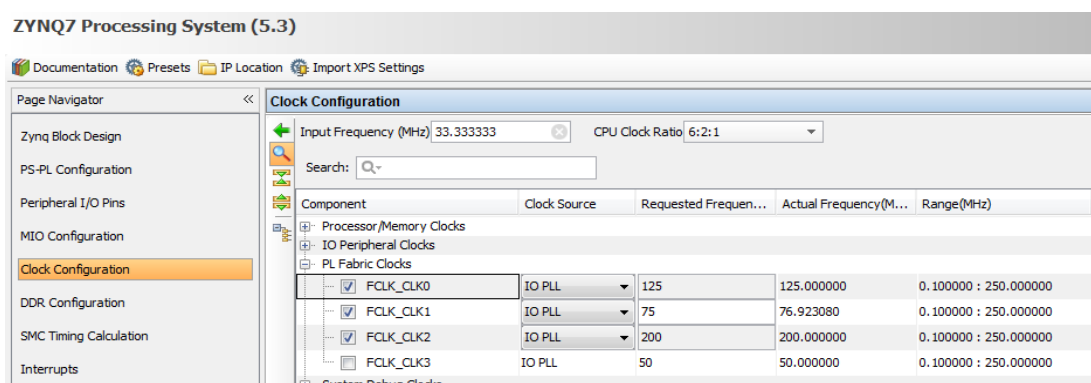 ZYNQ7 Processing System (5.3)
Documentation Presets IP Location Import XPS Settings
Page Navigator «
Zynq Block Design
PS-PL Configuration
Peripheral I/O Pins
MIO Configuration
Clock Configuration
DDR Configuration
SMC Timing Calculation
Interrupts
Clock Configuration
Input Frequency (MHz) 33.333333 CPU Clock Ratio 6:2:1
Search:
Component Clock Source Requested Frequen... Actual Frequency(M... Range(MHz)
Processor/Memory Clocks
IO Peripheral Clocks
PL Fabric Clocks
FCLK_CLK0 IO PLL 125 125.000000 0.100000 : 250.000000
FCLK_CLK1 IO PLL 75 76.923080 0.100000 : 250.000000
FCLK_CLK2 IO PLL 200 200.000000 0.100000 : 250.000000
FCLK_CLK3 IO PLL 50 50.000000 0.100000 : 250.000000
System Debug Clocks